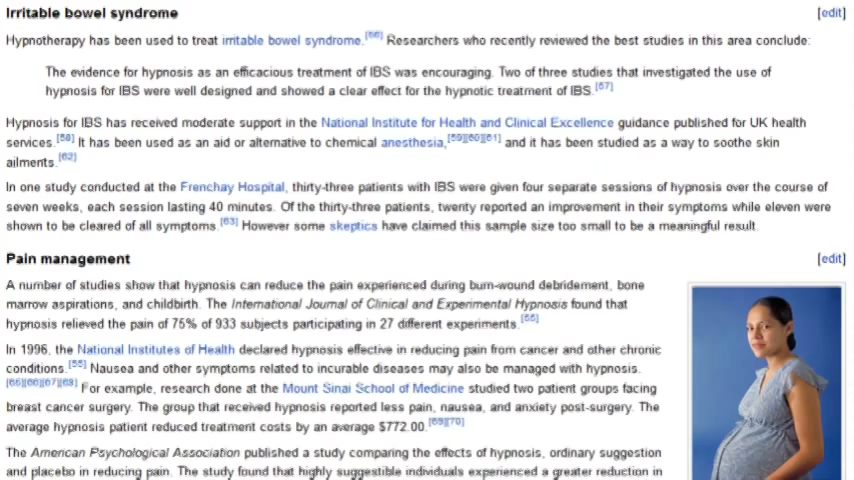 Irritable bowel syndrome [edit]
Hypnotherapy has been used to treat irritable bowel syndrome.[56] Researchers who recently reviewed the best studies in this area conclude:
The evidence for hypnosis as an efficacious treatment of IBS was encouraging. Two of three studies that investigated the use of
hypnosis for IBS were well designed and showed a clear effect for the hypnotic treatment of IBS.[57]
Hypnosis for IBS has received moderate support in the National Institute for Health and Clinical Excellence guidance published for UK health
services.[58] It has been used as an aid or alternative to chemical anesthesia,[59][60][61] and it has been studied as a way to soothe skin
ailments.[62]
In one study conducted at the Frenchay Hospital, thirty-three patients with IBS were given four separate sessions of hypnosis over the course of
seven weeks, each session lasting 40 minutes. Of the thirty-three patients, twenty reported an improvement in their symptoms while eleven were
shown to be cleared of all symptoms.[63] However some skeptics have claimed this sample size too small to be a meaningful result.
Pain management [edit]
A number of studies show that hypnosis can reduce the pain experienced during burn-wound debridement, bone
marrow aspirations, and childbirth. The International Journal of Clinical and Experimental Hypnosis found that
hypnosis relieved the pain of 75% of 933 subjects participating in 27 different experiments.[55]
In 1996, the National Institutes of Health declared hypnosis effective in reducing pain from cancer and other chronic
conditions.[55] Nausea and other symptoms related to incurable diseases may also be managed with hypnosis.
[65][66][67][68] For example, research done at the Mount Sinai School of Medicine studied two patient groups facing
breast cancer surgery. The group that received hypnosis reported less pain, nausea, and anxiety post-surgery. The
average hypnosis patient reduced treatment costs by an average $772.00.[69][70]
The American Psychological Association published a study comparing the effects of hypnosis, ordinary suggestion
and placebo in reducing pain. The study found that highly suggestible individuals experienced a greater reduction in